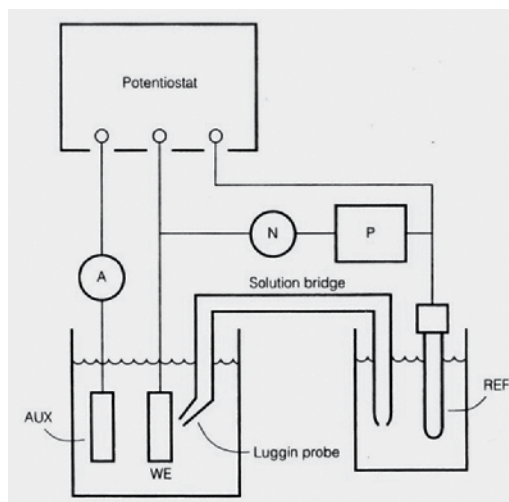 Potentiostat
N
P
A
Solution bridge
AUX
WE
Luggin probe
REF